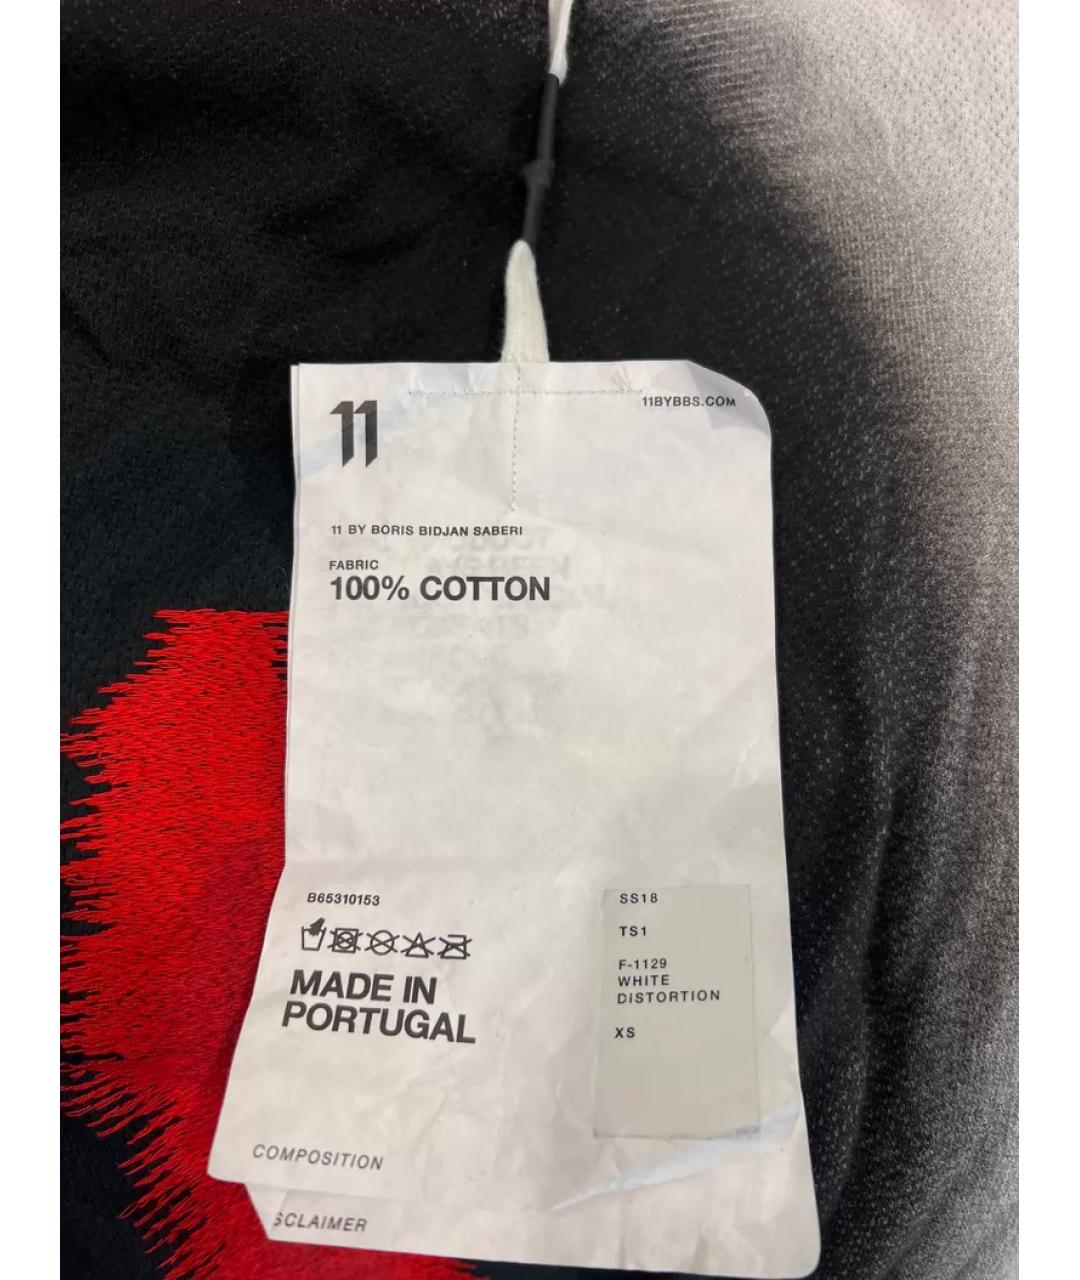 11
11BYBBS.COM
11 BY BORIS BIDJAN SABERI
FABRIC
100% COTTON
B65310153
MADE IN
PORTUGAL
SS18
TS1
F-1129
WHITE
DISTORTION
XS
COMPOSITION
SCLAIMER